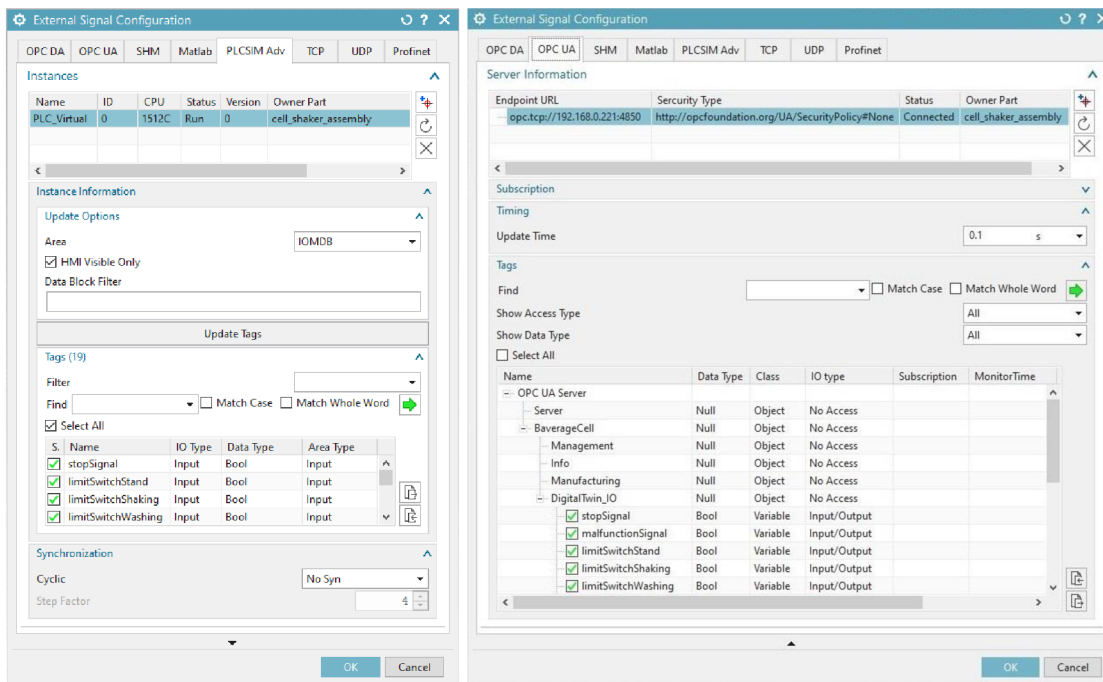 External Signal Configuration
OPC DA OPC UA SHM Matlab PLCSIM Adv TCP UDP Profinet
Instances
Name ID CPU Status Version Owner Part
PLC_Virtual 0 1512C Run 0 cell_shaker_assembly
Instance Information
Update Options
Area IOMDB
HMI Visible Only
Data Block Filter
Update Tags
Tags (19)
Filter
Find Match Case Match Whole Word
Select All
S. Name IO Type Data Type Area Type
stopSignal Input Bool Input
limitSwitchStand Input Bool Input
limitSwitchShaking Input Bool Input
limitSwitchWashing Input Bool Input
Synchronization
Cyclic No Syn
Step Factor 4
OK Cancel
External Signal Configuration
OPC DA OPC UA SHM Matlab PLCSIM Adv TCP UDP Profinet
Server Information
Endpoint URL Sercurity Type Status Owner Part
opc.tcp://192.168.0.221:4850 http://opcfoundation.org/UA/SecurityPolicy#None Connected cell_shaker_assembly
Subscription
Timing
Update Time 0.1 s
Tags
Find Match Case Match Whole Word
Show Access Type All
Show Data Type All
Select All
Name Data Type Class IO type Subscription MonitorTime
OPC UA Server
Server Null Object No Access
BaverageCell Null Object No Access
Management Null Object No Access
Info Null Object No Access
Manufacturing Null Object No Access
DigitalTwin_IO Null Object No Access
stopSignal Bool Variable Input/Output
malfunctionSignal Bool Variable Input/Output
limitSwitchStand Bool Variable Input/Output
limitSwitchShaking Bool Variable Input/Output
limitSwitchWashing Bool Variable Input/Output
OK Cancel